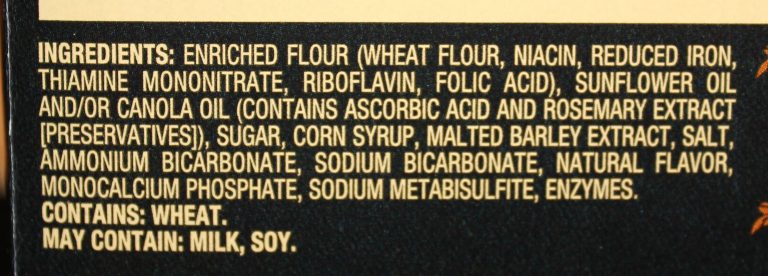 INGREDIENTS: ENRICHED FLOUR (WHEAT FLOUR, NIACIN, REDUCED IRON,
THIAMINE MONONITRATE, RIBOFLAVIN, FOLIC ACID), SUNFLOWER OIL
AND/OR CANOLA OIL (CONTAINS ASCORBIC ACID AND ROSEMARY EXTRACT
[PRESERVATIVES]), SUGAR, CORN SYRUP, MALTED BARLEY EXTRACT, SALT,
AMMONIUM BICARBONATE, SODIUM BICARBONATE, NATURAL FLAVOR,
MONOCALCIUM PHOSPHATE, SODIUM METABISULFITE, ENZYMES.
CONTAINS: WHEAT.
MAY CONTAIN: MILK, SOY.